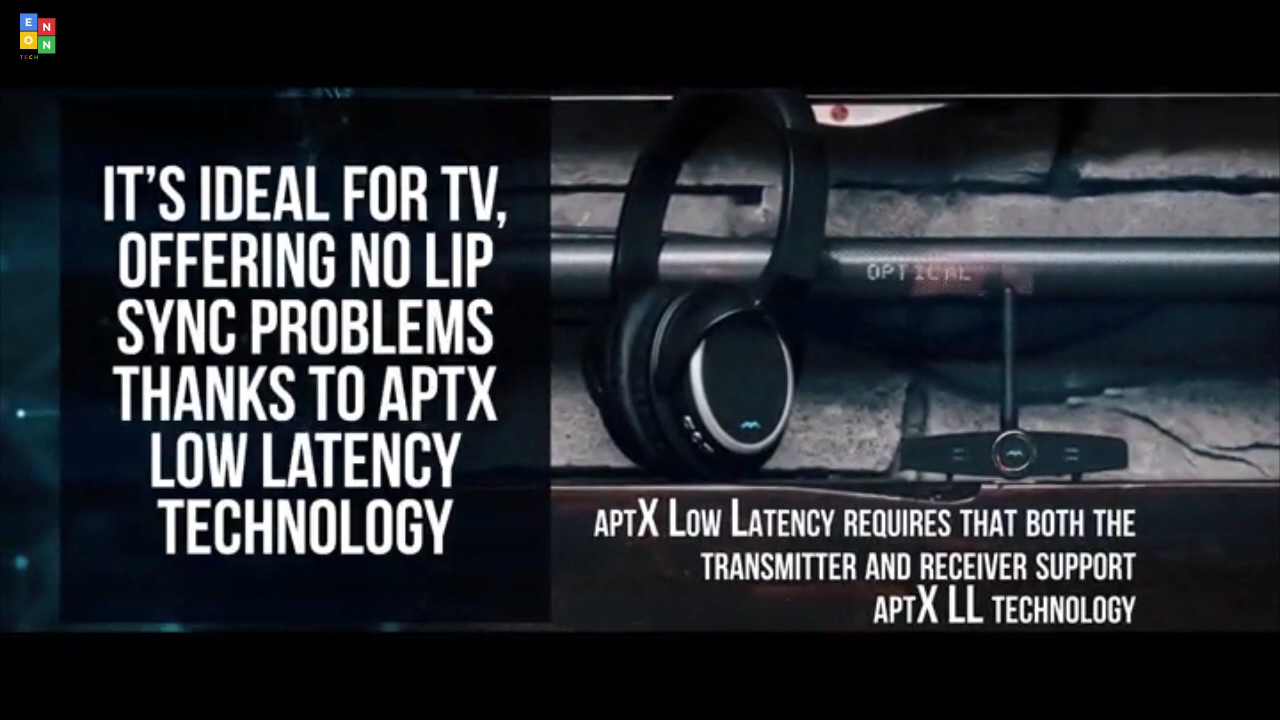 E N
O N
TECH
IT'S IDEAL FOR TV,
OFFERING NO LIP
SYNC PROBLEMS
THANKS TO APTX
LOW LATENCY
TECHNOLOGY
OPTICAL
APTX LOW LATENCY REQUIRES THAT BOTH THE
TRANSMITTER AND RECEIVER SUPPORT
APTX LL TECHNOLOGY